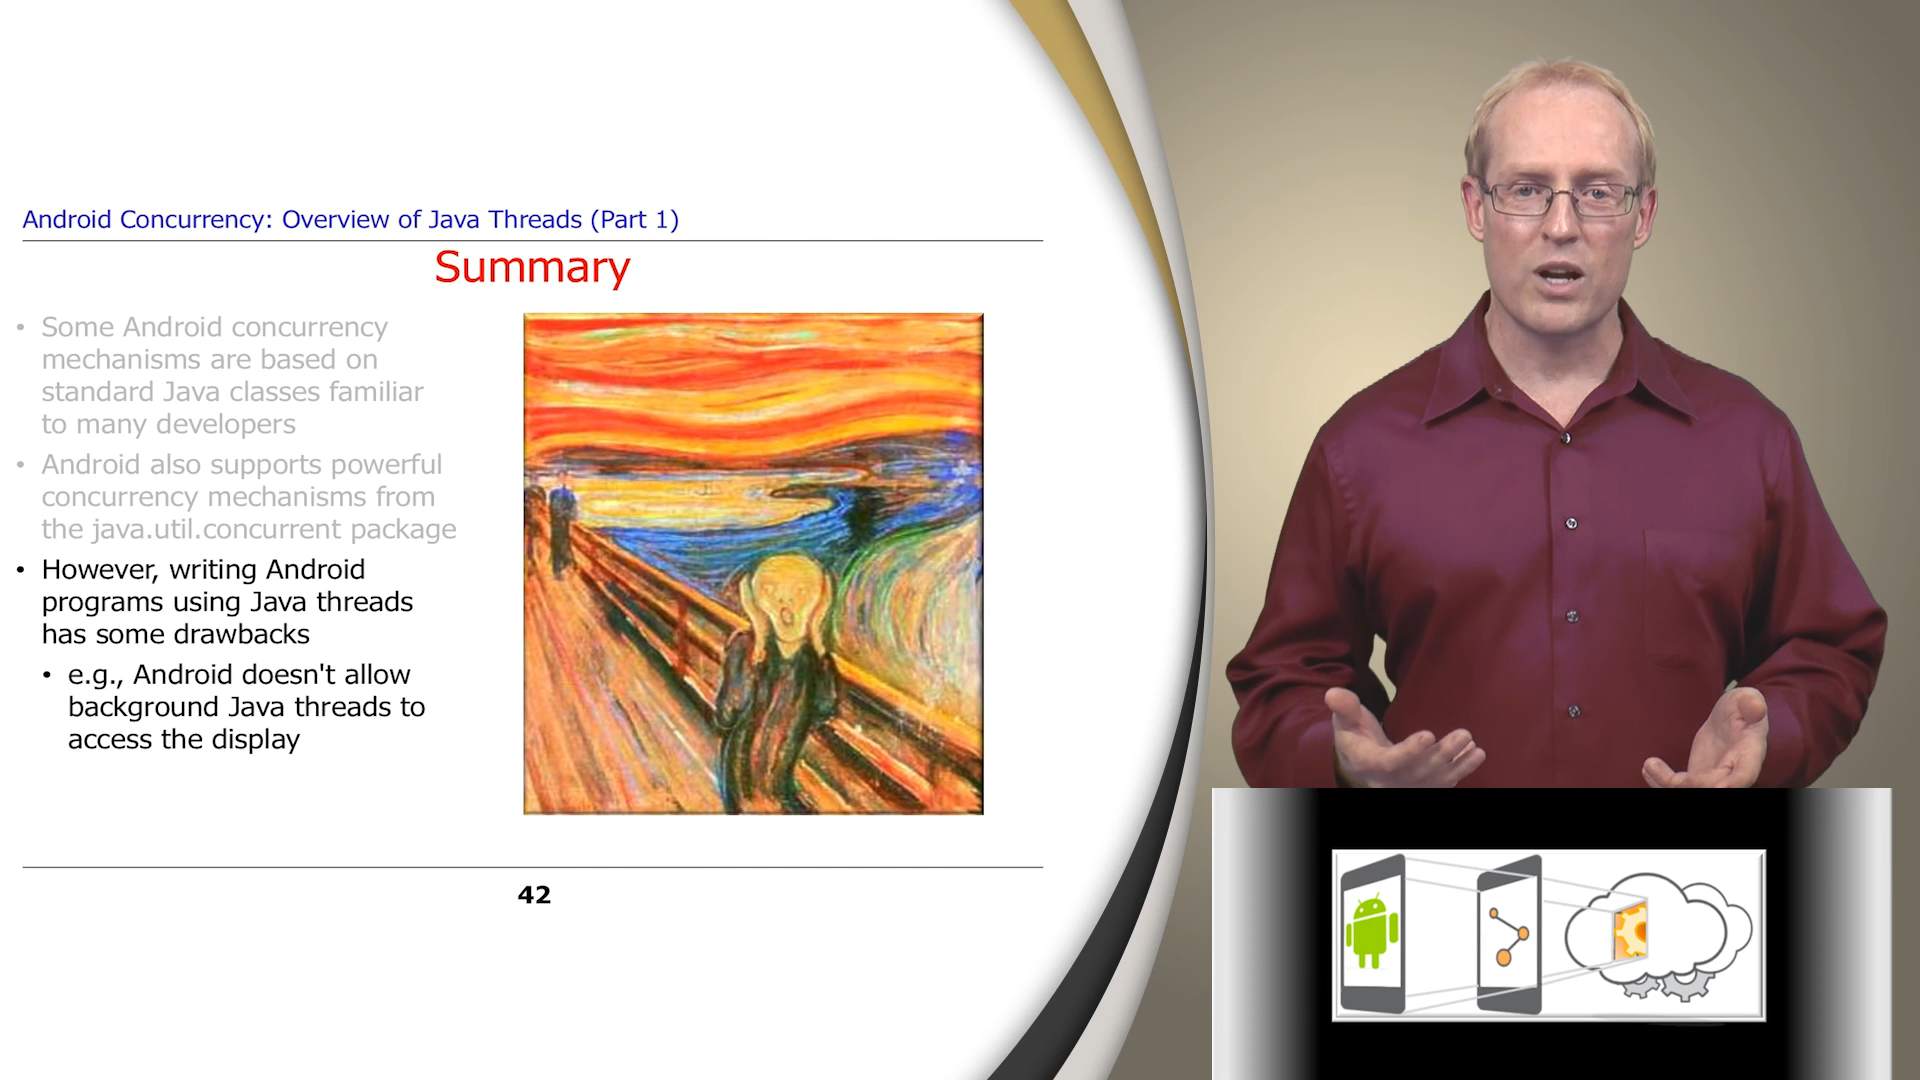 Android Concurrency: Overview of Java Threads (Part 1)
Summary
• Some Android concurrency
mechanisms are based on
standard Java classes familiar
to many developers
• Android also supports powerful
concurrency mechanisms from
the java.util.concurrent package
• However, writing Android
programs using Java threads
has some drawbacks
• e.g., Android doesn't allow
background Java threads to
access the display
42